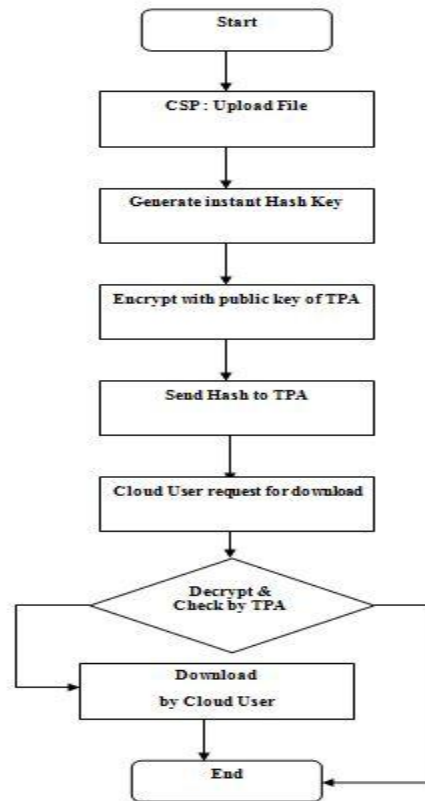 Start
CSP : Upload File
Generate instant Hash Key
Encrypt with public key of TPA
Send Hash to TPA
Cloud User request for download
Decrypt &
Check by TPA
Download
by Cloud User
End